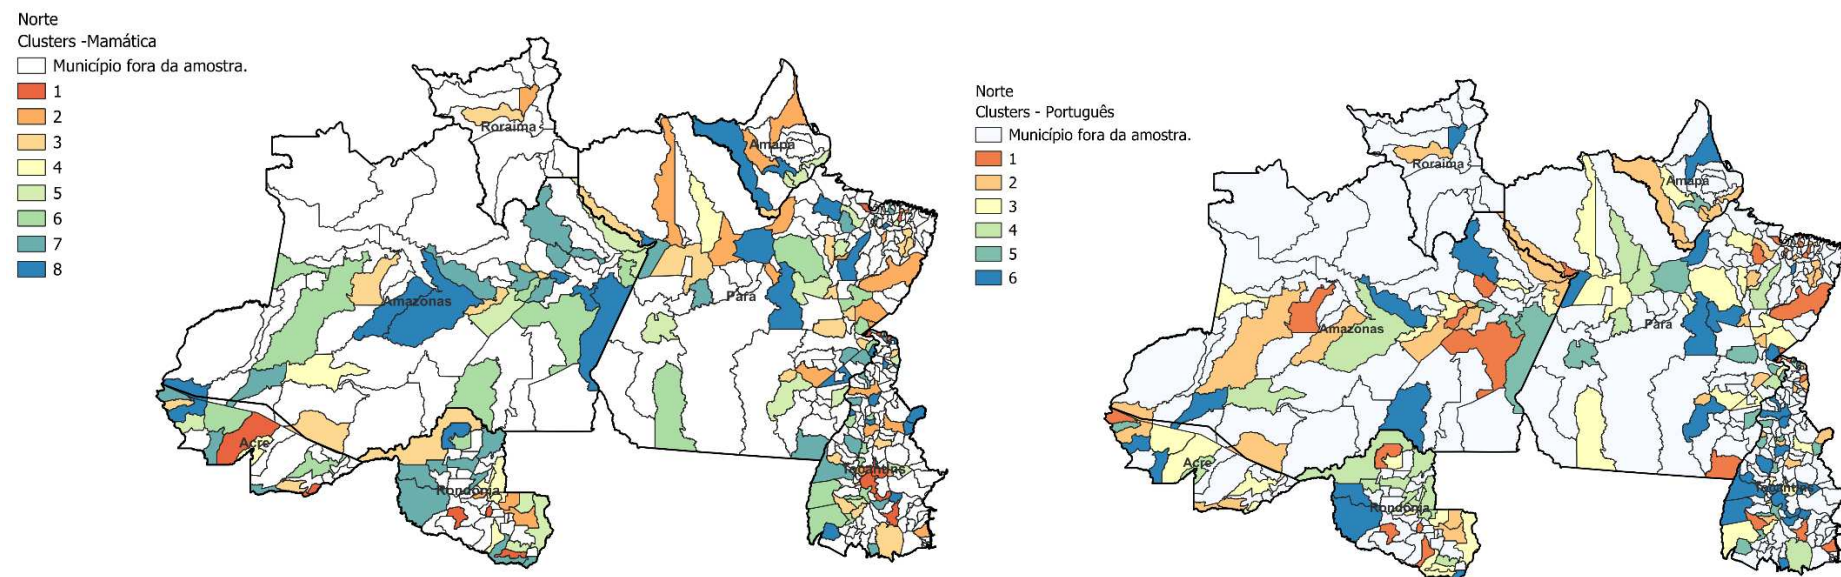 Norte
Clusters -Mamática
Município fora da amostra.
1
2
3
4
5
6
7
8
Roraima
Amapá
Amazonas
Pará
Acre
Rondônia
Tocantins
Norte
Clusters - Português
Município fora da amostra.
1
2
3
4
5
6
Roraima
Amapá
Amazonas
Pará
Acre
Rondônia
Tocantins